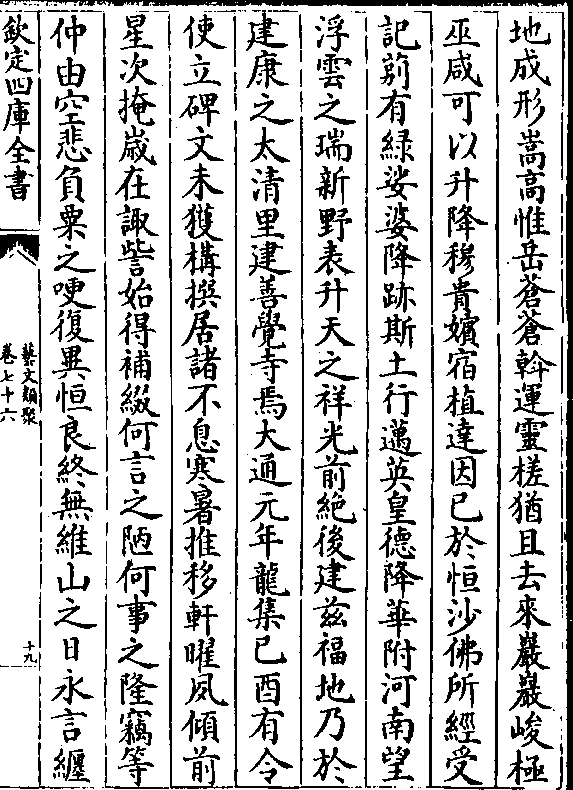 地成形嵩高惟岳蒼蒼斡運靈槎猶且去來巖巖峻極
巫咸可以升降穆貴嬪宿植達因已於恒沙佛所經受
記莂有緑娑婆降跡斯土行邁英皇德降華附河南望
浮雲之瑞新野表升天之祥光前絶後建兹福地乃於
建康之太清里建善覺寺焉大通元年龍集已酉有令
使立碑文未獲構撰居諸不息寒暑推移軒曜夙傾前
星次掩嵗在諏訾始得補綴何言之陋何事之隆竊等
仲由空悲負粟之哽復異恒良終無維山之日永言纒
欽定四庫全書
藝文類聚
卷七十六
十九